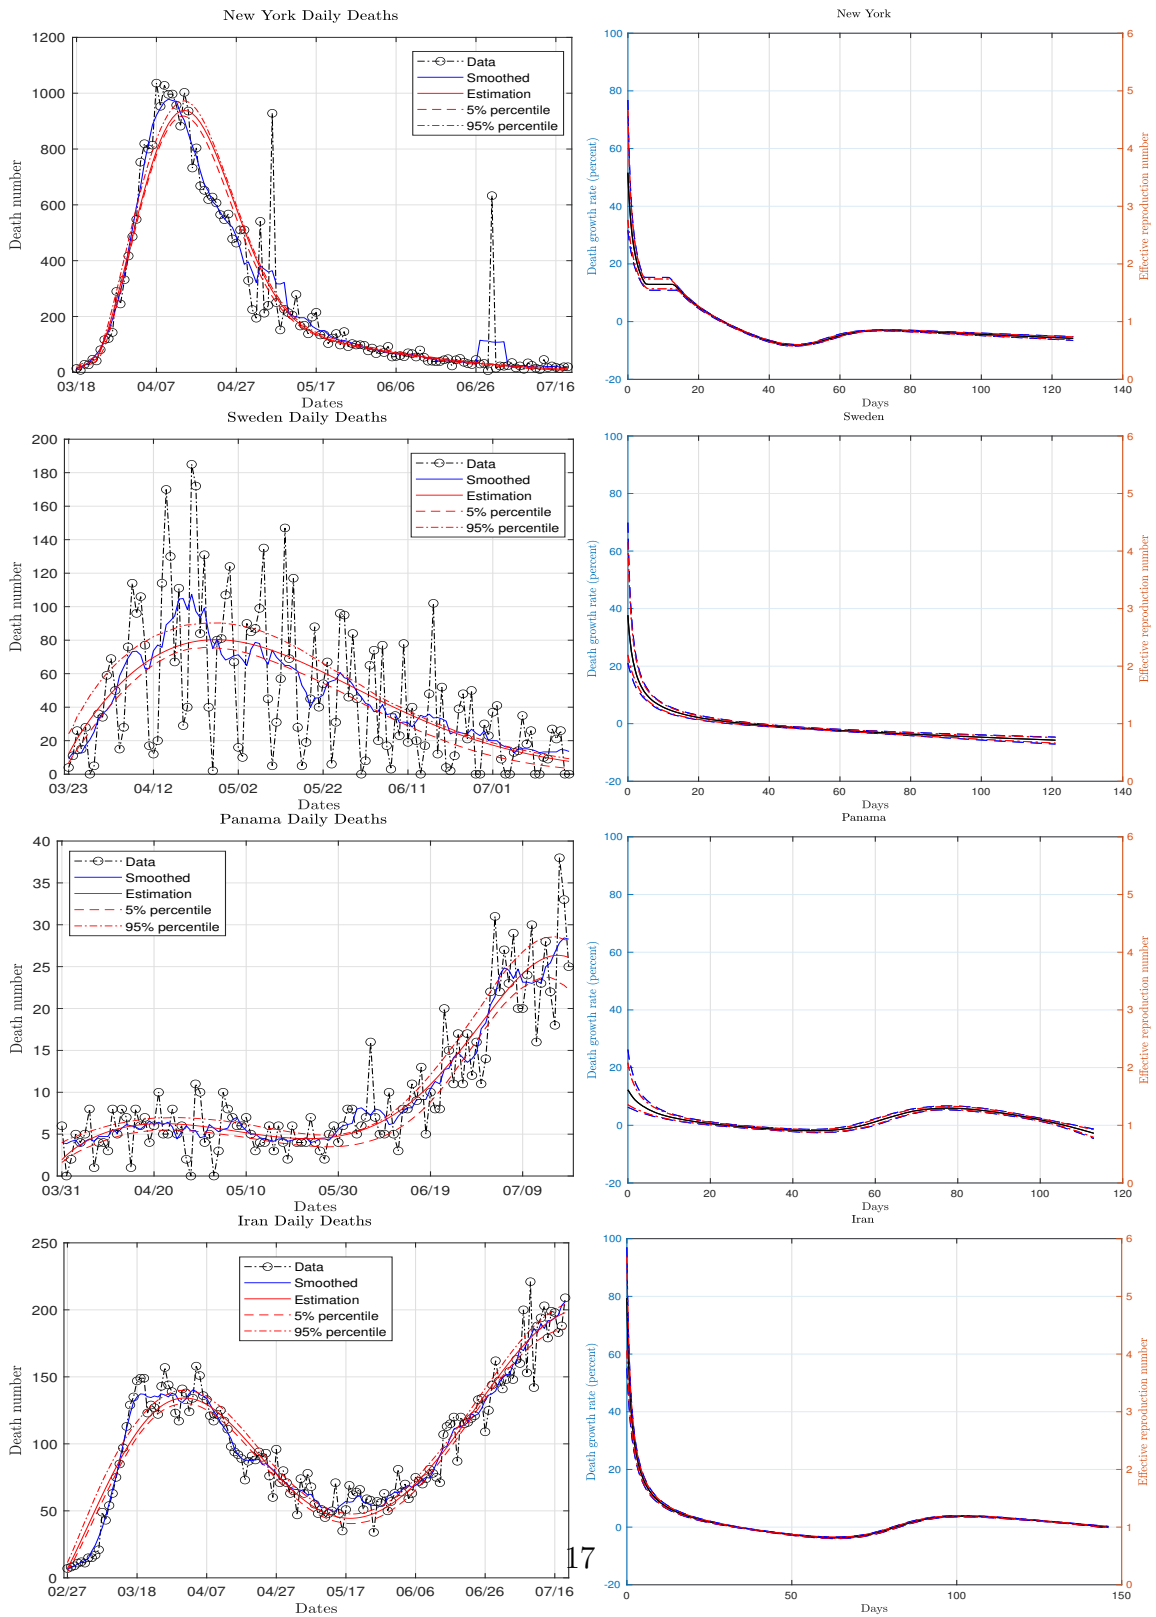 New York Daily Deaths
1200
1000
800
600
400
200
0
Death number
03/18 04/07 04/27 05/17 06/06 06/26 07/16
Dates
Data
Smoothed
Estimation
5% percentile
95% percentile
New York
100
80
60
40
20
0
-20
Death growth rate (percent)
6
5
4
3
2
1
0
Effective reproduction number
0 20 40 60 80 100 120 140
Days
Sweden Daily Deaths
200
180
160
140
120
100
80
60
40
20
0
Death number
03/23 04/12 05/02 05/22 06/11 07/01
Dates
Data
Smoothed
Estimation
5% percentile
95% percentile
Sweden
100
80
60
40
20
0
-20
Death growth rate (percent)
6
5
4
3
2
1
0
Effective reproduction number
0 20 40 60 80 100 120 140
Days
Panama Daily Deaths
40
35
30
25
20
15
10
5
0
Death number
03/31 04/20 05/10 05/30 06/19 07/09
Dates
Data
Smoothed
Estimation
5% percentile
95% percentile
Panama
100
80
60
40
20
0
-20
Death growth rate (percent)
6
5
4
3
2
1
0
Effective reproduction number
0 20 40 60 80 100 120
Days
Iran Daily Deaths
250
200
150
100
50
0
Death number
02/27 03/18 04/07 04/27 05/17 06/06 06/26 07/16
Dates
Data
Smoothed
Estimation
5% percentile
95% percentile
Iran
100
80
60
40
20
0
-20
Death growth rate (percent)
6
5
4
3
2
1
0
Effective reproduction number
0 50 100 150
Days
17